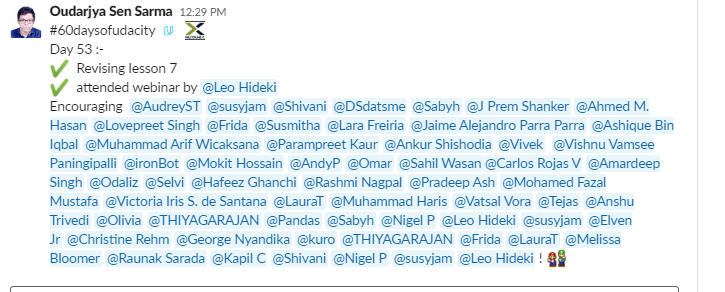 Oudarjya Sen Sarma 12:29 PM
#60daysofudacity
Day 53 :-
Revising lesson 7
attended webinar by @Leo Hideki
Encouraging @AudreyST @susyjam @Shivani @DSdatsme @Sabyh @J Prem Shanker @Ahmed M.
Hasan @Lovepreet Singh @Frida @Susmitha @Lara Freiria @Jaime Alejandro Parra Parra @Ashique Bin
Iqbal @Muhammad Arif Wicaksana @Parampreet Kaur @Ankur Shishodia @Vivek @Vishnu Vamsee
Paningipalli @ironBot @Mokit Hossain @AndyP @Omar @Sahil Wasan @Carlos Rojas V @Amardeep
Singh @Odaliz @Selvi @Hafeez Ghanchi @Rashmi Nagpal @Pradeep Ash @Mohamed Fazal
Mustafa @Victoria Iris S. de Santana @LauraT @Muhammad Haris @Vatsal Vora @Tejas @Anshu
Trivedi @Olivia @THIYAGARAJAN @Pandas @Sabyh @Nigel P @Leo Hideki @susyjam @Elven
Jr @Christine Rehm @George Nyandika @kuro @THIYAGARAJAN @Frida @LauraT @Melissa
Bloomer @Raunak Sarada @Kapil C @Shivani @Nigel P @susyjam @Leo Hideki !